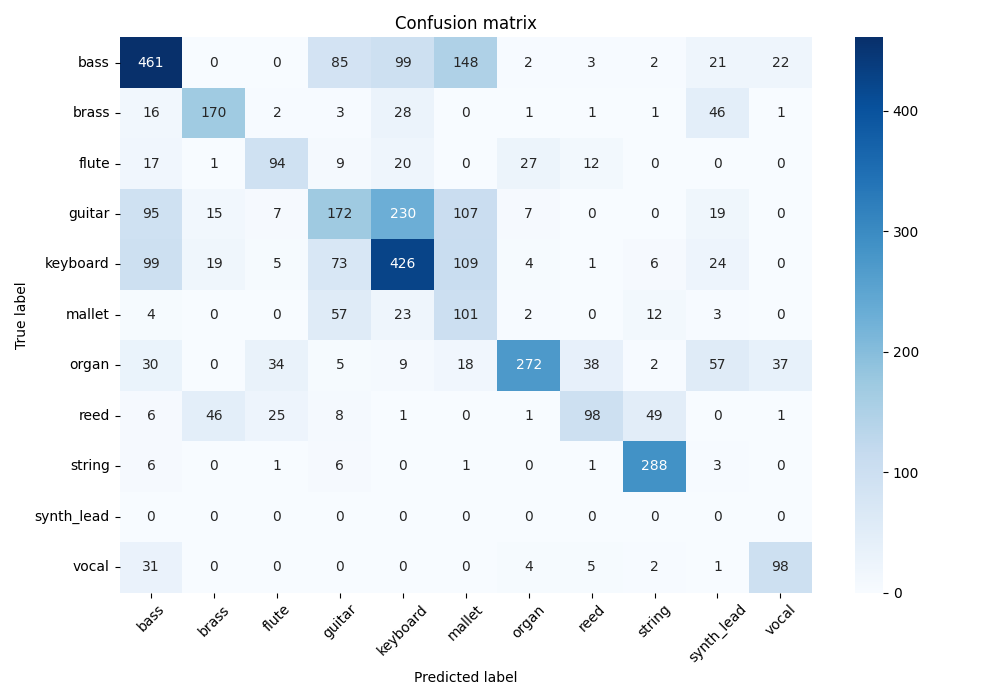 Confusion matrix
bass 461 0 0 85 99 148 2 3 2 21 22
brass 16 170 2 3 28 0 1 1 1 46 1
flute 17 1 94 9 20 0 27 12 0 0 0
guitar 95 15 7 172 230 107 7 0 0 19 0
keyboard 99 19 5 73 426 109 4 1 6 24 0
mallet 4 0 0 57 23 101 2 0 12 3 0
organ 30 0 34 5 9 18 272 38 2 57 37
reed 6 46 25 8 1 0 1 98 49 0 1
string 6 0 1 6 0 1 0 1 288 3 0
synth_lead 0 0 0 0 0 0 0 0 0 0 0
vocal 31 0 0 0 0 0 4 5 2 1 98
bass brass flute guitar keyboard mallet organ reed string synth_lead vocal
Predicted label
True label
400
300
200
100
0